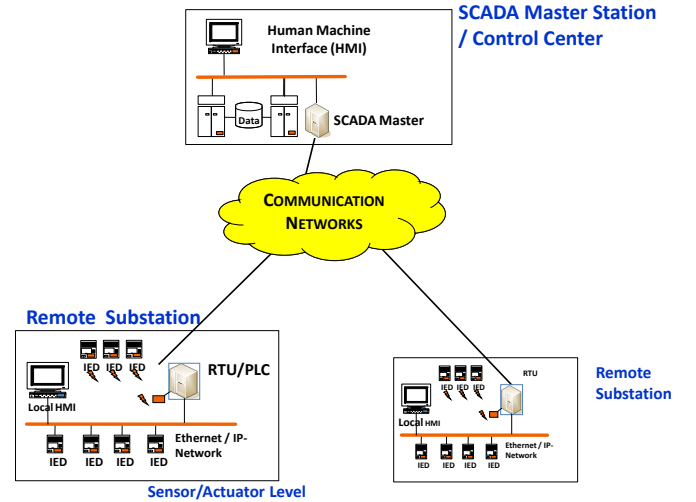 SCADA Master Station
/ Control Center
Human Machine
Interface (HMI)
Data
SCADA Master
COMMUNICATION
NETWORKS
Remote Substation
IED IED IED
RTU/PLC
Local HMI
Ethernet / IP-
Network
IED IED IED IED
Sensor/Actuator Level
Remote
Substation
RTU
IED IED IED
Local HMI
Ethernet / IP-
Network
IED IED IED IED